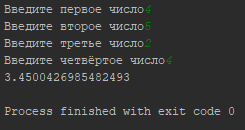 Введите первое число4
Введите второе число5
Введите третье число2
Введите четвёртое число4
3.4500426985482493
Process finished with exit code 0